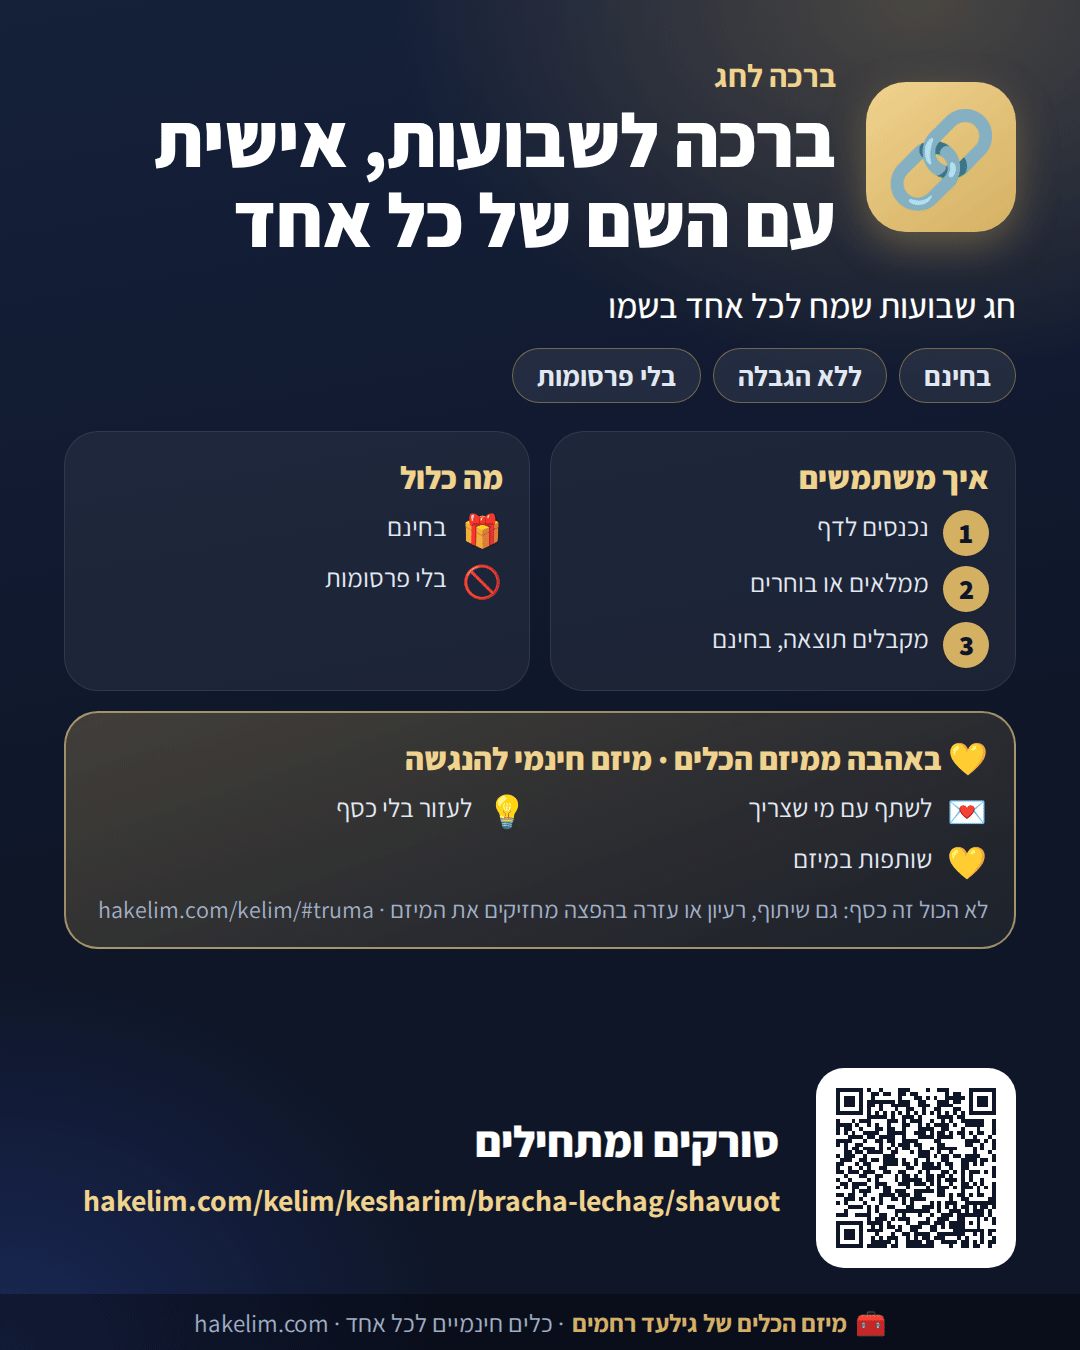 ברכה לחג
ברכה לשבועות, אישית
עם השם של כל אחד
חג שבועות שמח לכל אחד בשמו
בחינם
ללא הגבלה
בלי פרסומות
איך משתמשים
1 נכנסים לדף
2 ממלאים או בוחרים
3 מקבלים תוצאה, בחינם
מה כלול
בחינם
בלי פרסומות
באהבה ממיזם הכלים · מיזם חינמי להנגשה
לשתף עם מי שצריך
לעזור בלי כסף
שותפות במיזם
לא הכול זה כסף: גם שיתוף, רעיון או עזרה בהפצה מחזיקים את המיזם · hakelim.com/kelim/#truma
סורקים ומתחילים
hakelim.com/kelim/kesharim/bracha-lechag/shavuot
מיזם הכלים של גילעד רחמים · כלים חינמיים לכל אחד · hakelim.com